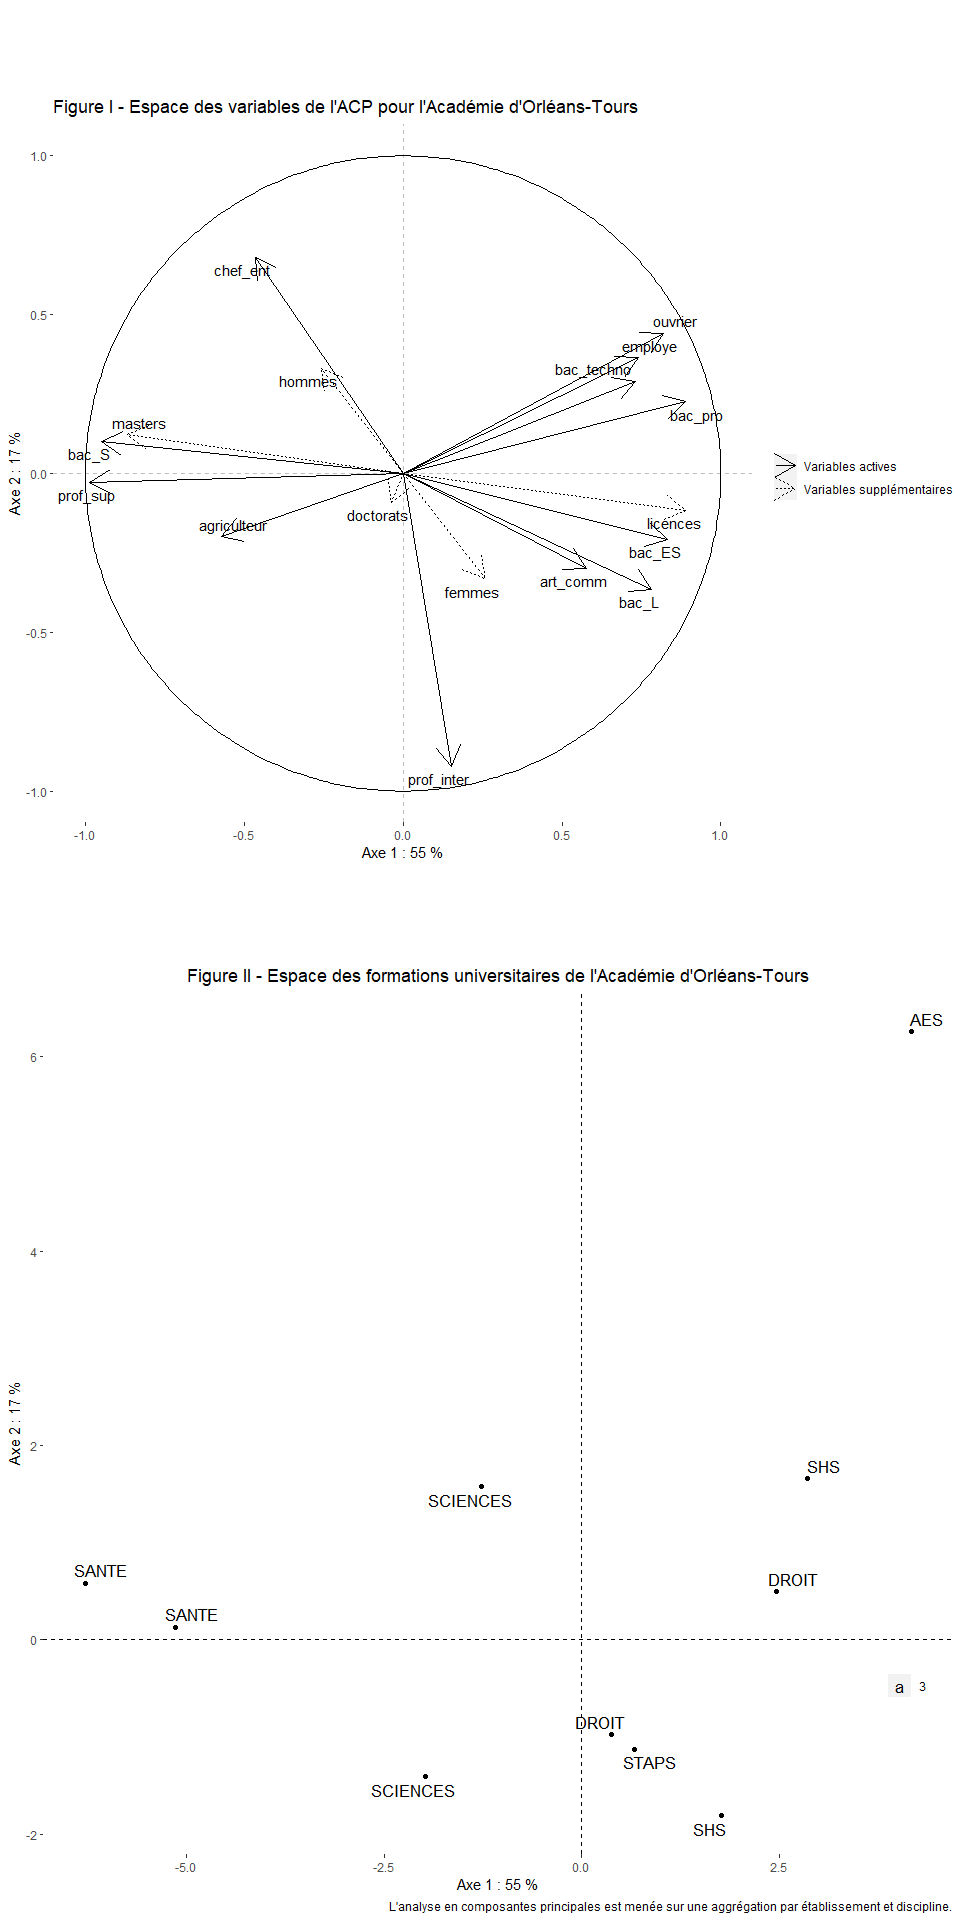 Figure I - Espace des variables de l'ACP pour l'Académie d'Orléans-Tours
1.0
chef_ent
0.5
ouvrier
employe
bac_techno
hommes
bac_pro
masters
bac_S
Axe 2 : 17 %
0.0
Variables actives
prof_sup
Variables supplémentaires
doctorats
agriculteur
licences
bac_ES
art_comm
femmes
bac_L
-0.5
prof_inter
-1.0
-1.0 -0.5 0.0 0.5 1.0
Axe 1 : 55 %
Figure II - Espace des formations universitaires de l'Académie d'Orléans-Tours
AES
6
4
Axe 2 : 17 %
2
SHS
SCIENCES
SANTE
DROIT
SANTE
0
a 3
DROIT
STAPS
SCIENCES
SHS
-2
-5.0 -2.5 0.0 2.5
Axe 1 : 55 %
L'analyse en composantes principales est menée sur une aggrégation par établissement et discipline.